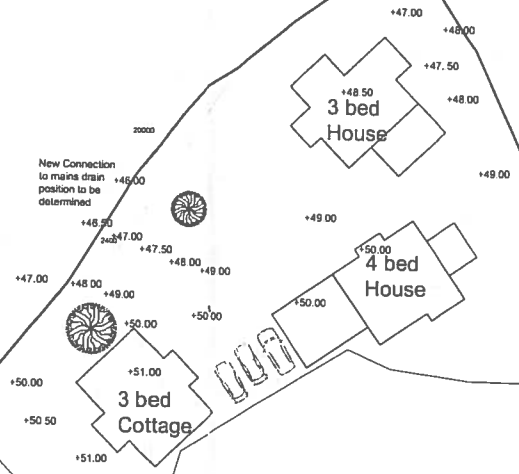 +47.00
+48.00
+47.50
+48.50
+48.00
3 bed
House
20000
New Connection
to mains drain
position to be
determined
+46.00
+49.00
+49.00
+46.50
2400
+47.00
+47.50
+50.00
+48.00
+49.00
4 bed
House
+47.00
+48.00
+49.00
+50.00
+50.00
+50.00
+51.00
+50.00
3 bed
Cottage
+50.50
+51.00